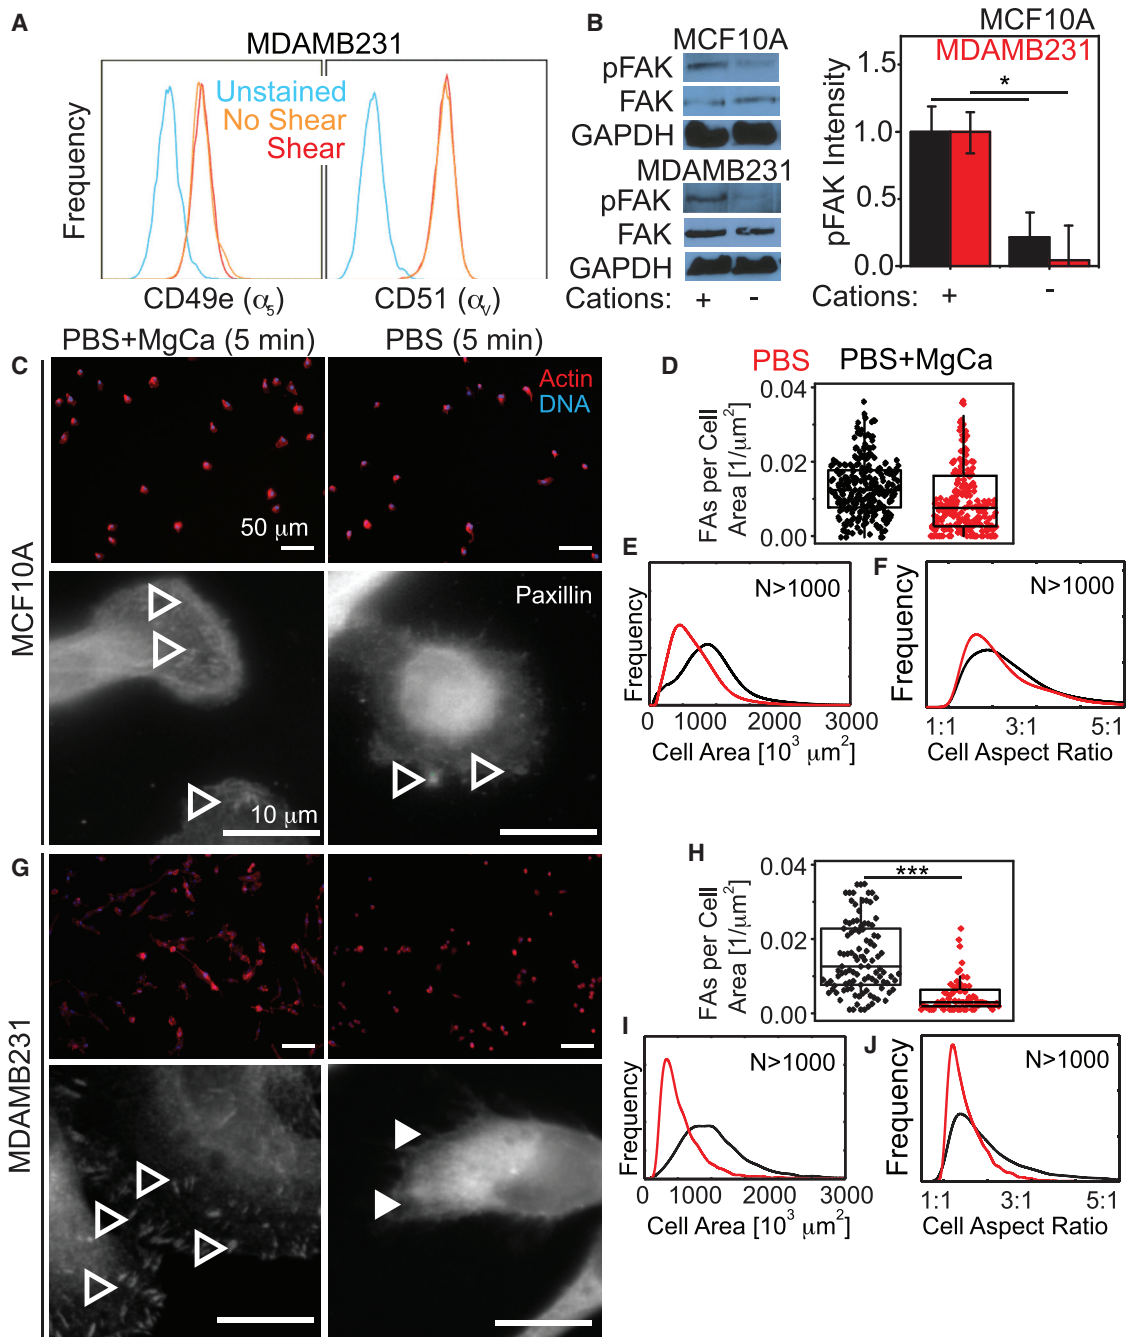 A
MDAMB231
Frequency
Unstained
No Shear
Shear
CD49e (α5)
CD51 (αV)
B
MCF10A
pFAK
FAK
GAPDH
MDAMB231
pFAK
FAK
GAPDH
Cations: + -
MCF10A
MDAMB231
pFAK Intensity
1.5
1.0
0.5
0.0
*
Cations: + -
PBS+MgCa (5 min)
PBS (5 min)
C
MCF10A
Actin
DNA
50 μm
Paxillin
10 μm
D
PBS PBS+MgCa
FAs per Cell
Area [1/μm²]
0.04
0.02
0.00
E
Frequency
N>1000
0 1000 2000 3000
Cell Area [10³ μm²]
F
Frequency
N>1000
1:1 3:1 5:1
Cell Aspect Ratio
G
MDAMB231
H
FAs per Cell
Area [1/μm²]
0.04
0.02
0.00
***
I
Frequency
N>1000
0 1000 2000 3000
Cell Area [10³ μm²]
J
Frequency
N>1000
1:1 3:1 5:1
Cell Aspect Ratio